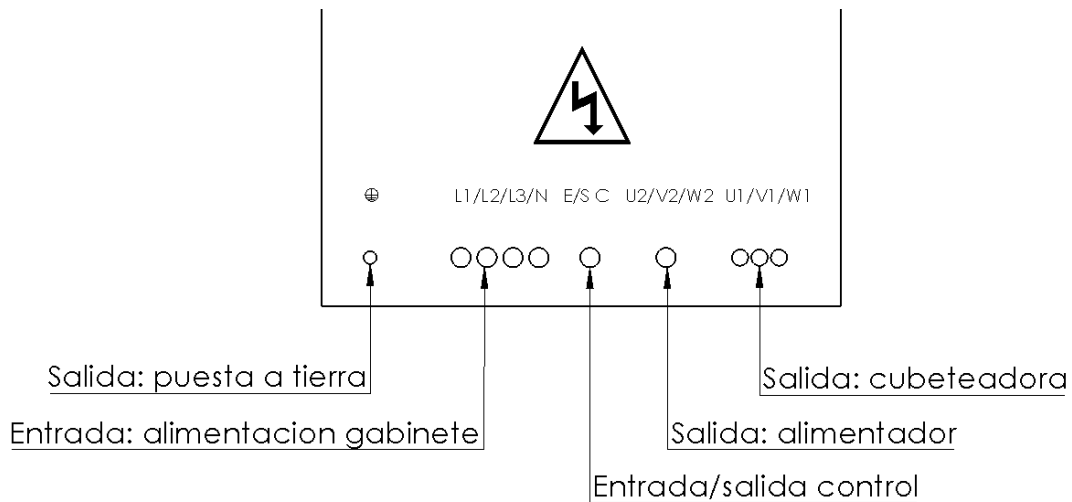 L1/L2/L3/N E/S C U2/V2/W2 U1/V1/W1
Salida: puesta a tierra
Salida: cubeteadora
Entrada: alimentacion gabinete
Salida: alimentador
Entrada/salida control